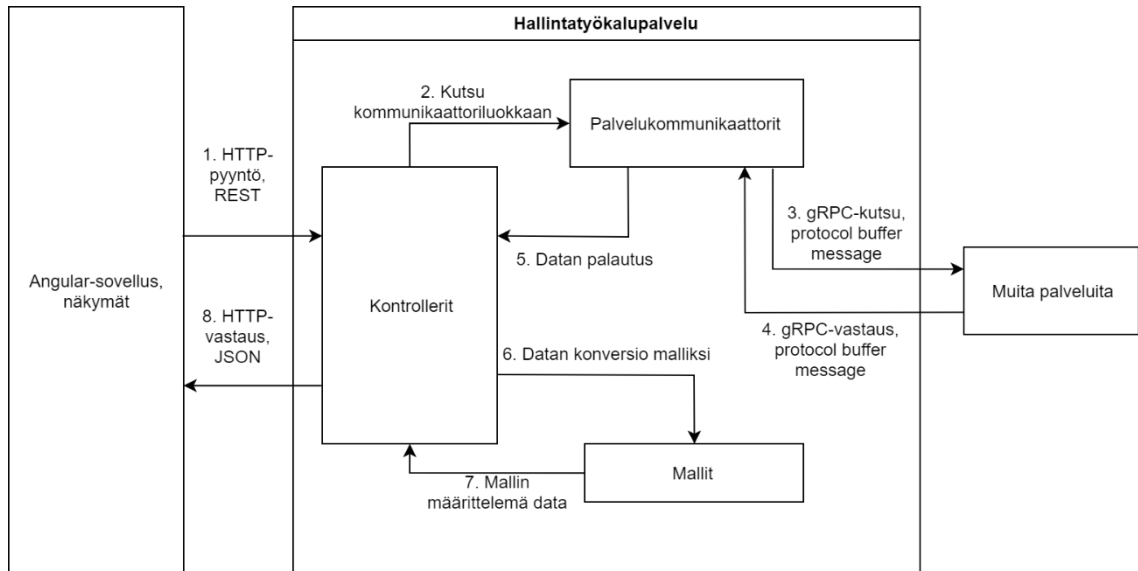 Hallintatyökalupalvelu
2. Kutsu
kommunikaattoriluokkaan
Palvelukommunikaattorit
1. HTTP-
pyyntö,
REST
3. gRPC-kutsu,
protocol buffer
message
5. Datan palautus
Angular-sovellus,
näkymät
Kontrollerit
Muita palveluita
8. HTTP-
vastaus,
JSON
4. gRPC-vastaus,
protocol buffer
message
6. Datan konversio malliksi
7. Mallin
määrittelemä data
Mallit